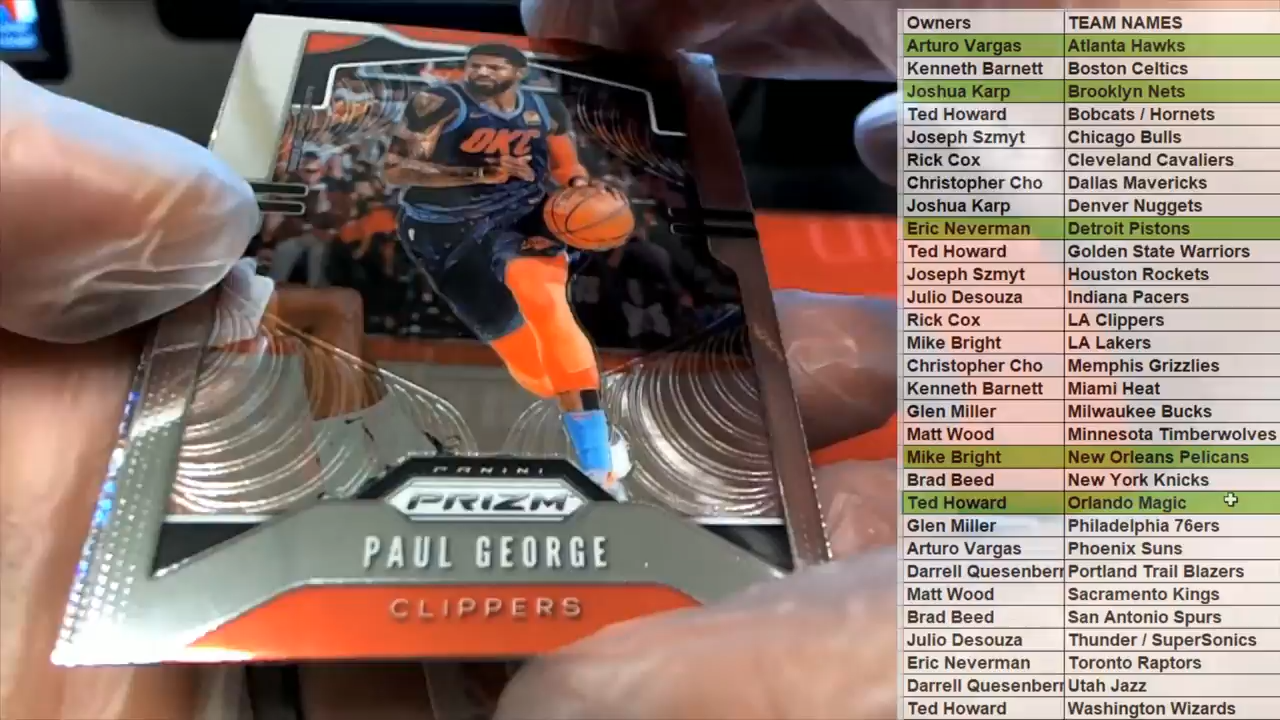 OKC
PANINI
PRIZM
PAUL GEORGE
CLIPPERS
Owners TEAM NAMES
Arturo Vargas Atlanta Hawks
Kenneth Barnett Boston Celtics
Joshua Karp Brooklyn Nets
Ted Howard Bobcats / Hornets
Joseph Szmyt Chicago Bulls
Rick Cox Cleveland Cavaliers
Christopher Cho Dallas Mavericks
Joshua Karp Denver Nuggets
Eric Neverman Detroit Pistons
Ted Howard Golden State Warriors
Joseph Szmyt Houston Rockets
Julio Desouza Indiana Pacers
Rick Cox LA Clippers
Mike Bright LA Lakers
Christopher Cho Memphis Grizzlies
Kenneth Barnett Miami Heat
Glen Miller Milwaukee Bucks
Matt Wood Minnesota Timberwolves
Mike Bright New Orleans Pelicans
Brad Beed New York Knicks
Ted Howard Orlando Magic
Glen Miller Philadelphia 76ers
Arturo Vargas Phoenix Suns
Darrell Quesenberr Portland Trail Blazers
Matt Wood Sacramento Kings
Brad Beed San Antonio Spurs
Julio Desouza Thunder / SuperSonics
Eric Neverman Toronto Raptors
Darrell Quesenberr Utah Jazz
Ted Howard Washington Wizards